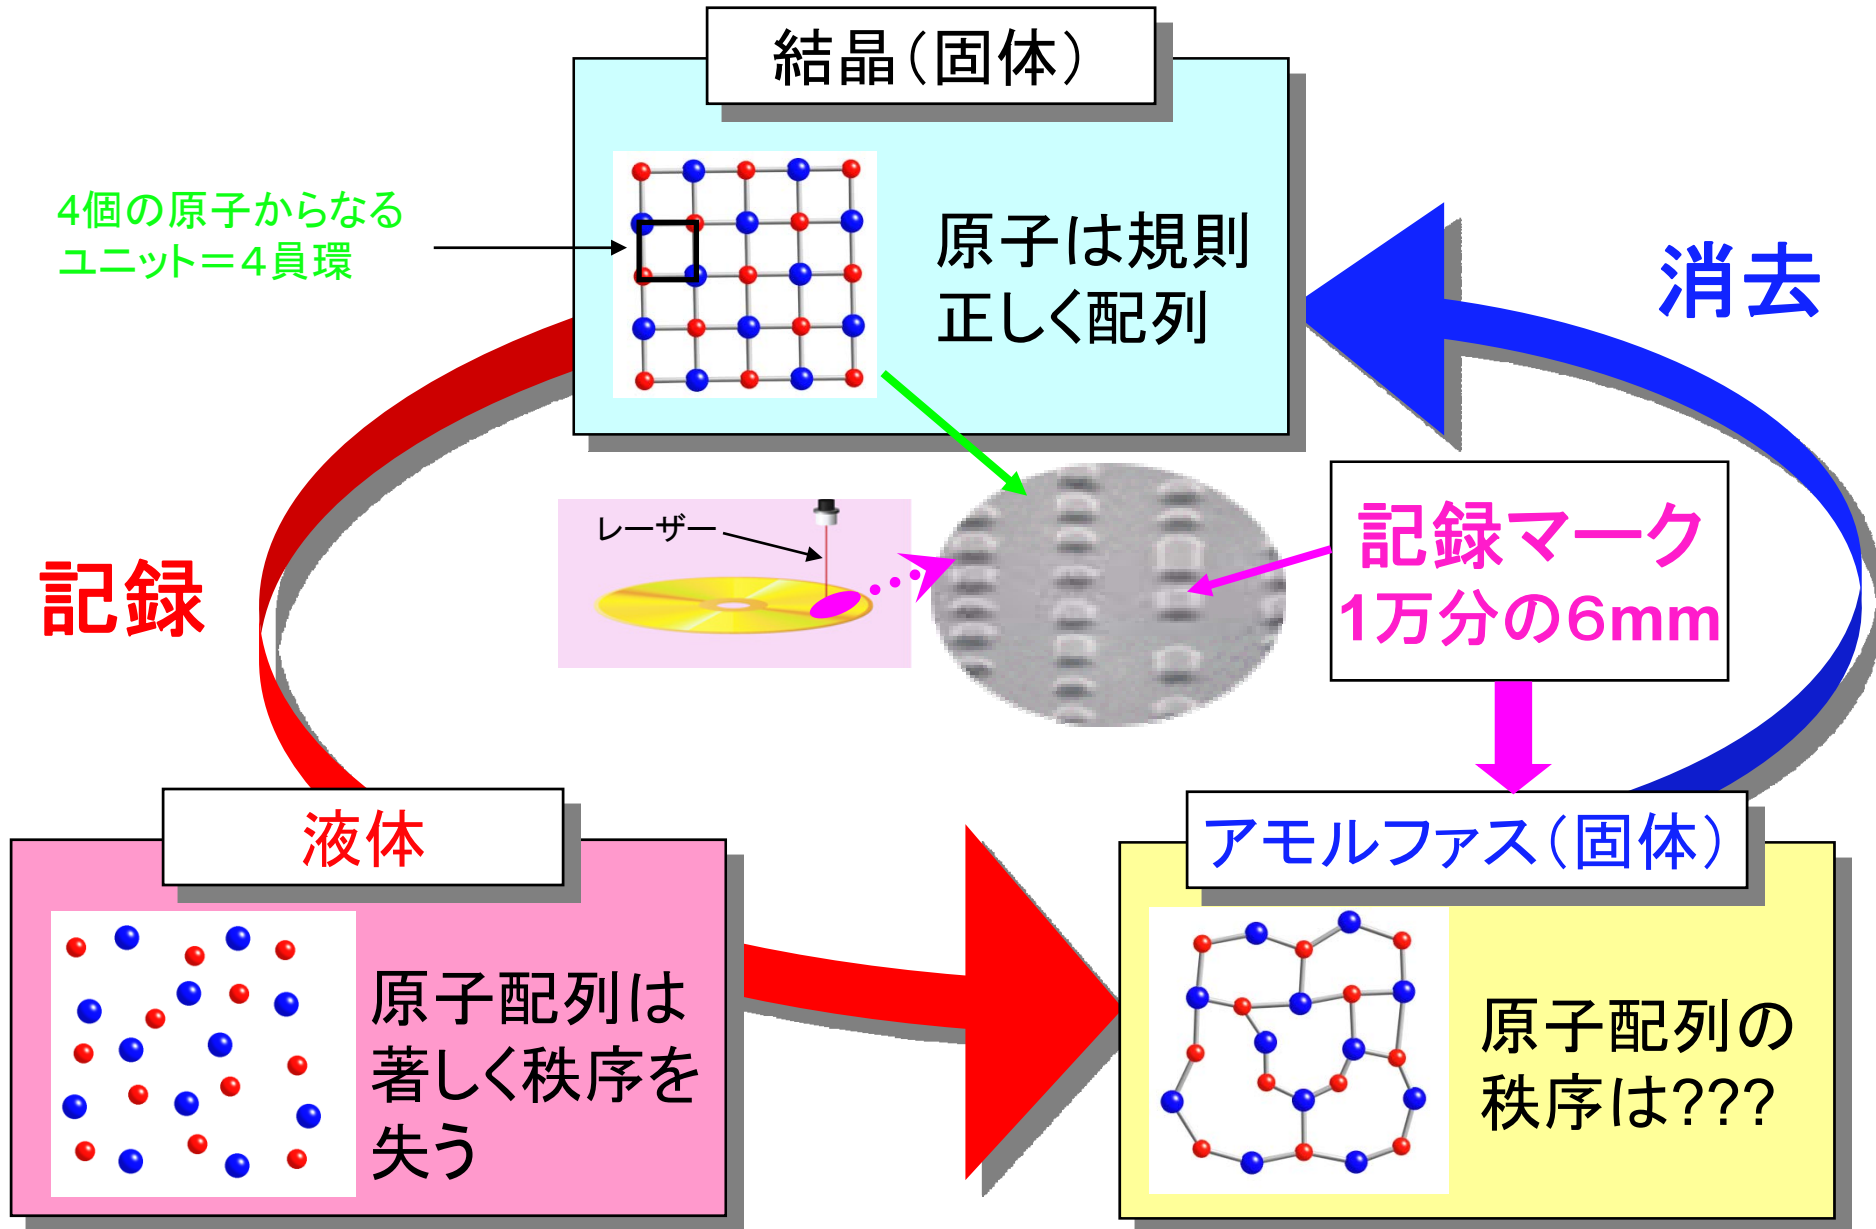 結晶（固体）
4個の原子からなる
ユニット＝４員環
原子は規則
正しく配列
消去
レーザー
記録マーク
1万分の６mm
記録
液体
原子配列は
著しく秩序を
失う
アモルファス（固体）
原子配列の
秩序は???